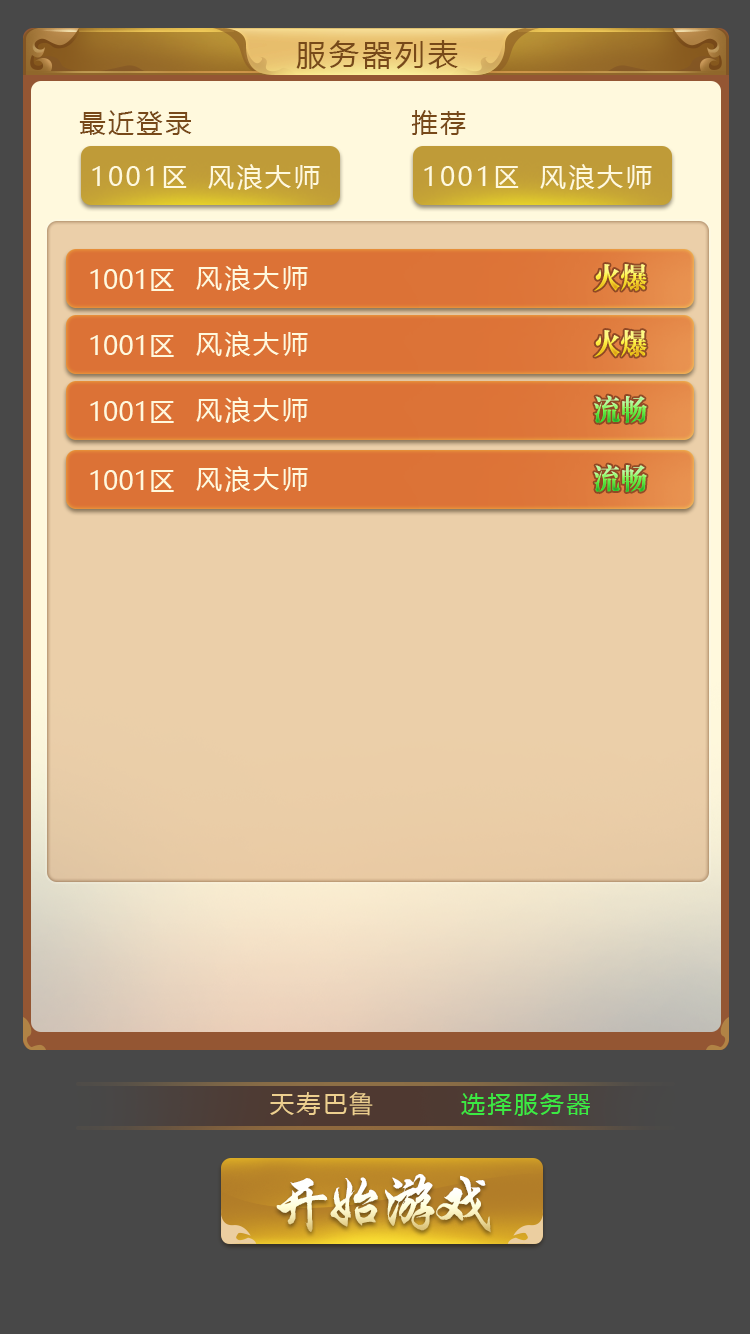 服务器列表
最近登录 推荐
1001区 风浪大师 1001区 风浪大师
1001区 风浪大师 火爆
1001区 风浪大师 火爆
1001区 风浪大师 流畅
1001区 风浪大师 流畅
天寿巴鲁 选择服务器
开始游戏